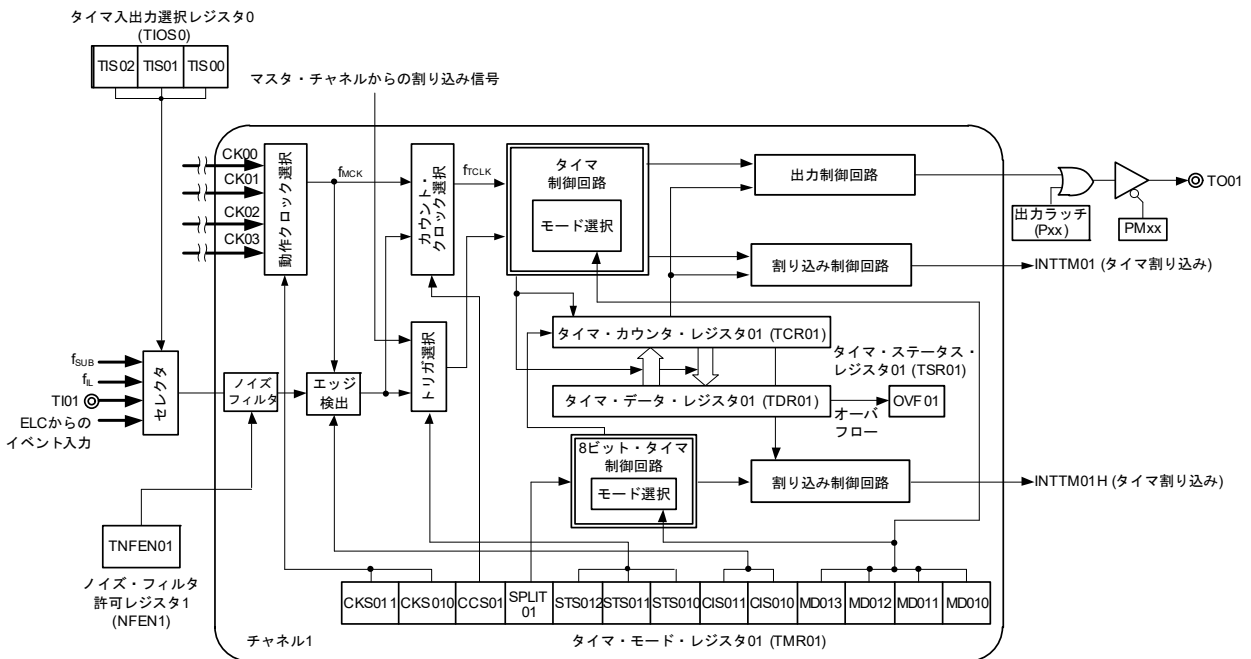 タイマ入出力選択レジスタ0
(TIOS0)
TIS02 TIS01 TIS00
マスタ・チャネルからの割り込み信号
CK00
CK01
CK02
CK03
動作クロック選択
fMCK
カウント・
クロック選択
fTCLK
タイマ
制御回路
モード選択
出力制御回路
出力ラッチ
(Pxx)
PMxx
TO01
割り込み制御回路
INTTM01 (タイマ割り込み)
トリガ選択
タイマ・カウンタ・レジスタ01 (TCR01)
タイマ・ステータス・
レジスタ01 (TSR01)
タイマ・データ・レジスタ01 (TDR01)
OVF01
オーバ
フロー
fSUB
fIL
TI01
ELCからの
イベント入力
セレクタ
ノイズ
フィルタ
エッジ
検出
8ビット・タイマ
制御回路
モード選択
割り込み制御回路
INTTM01H (タイマ割り込み)
TNFEN01
ノイズ・フィルタ
許可レジスタ1
(NFEN1)
CKS011 CKS010 CCS01 SPLIT
01 STS012 STS011 STS010 CIS011 CIS010 MD013 MD012 MD011 MD010
チャネル1
タイマ・モード・レジスタ01 (TMR01)